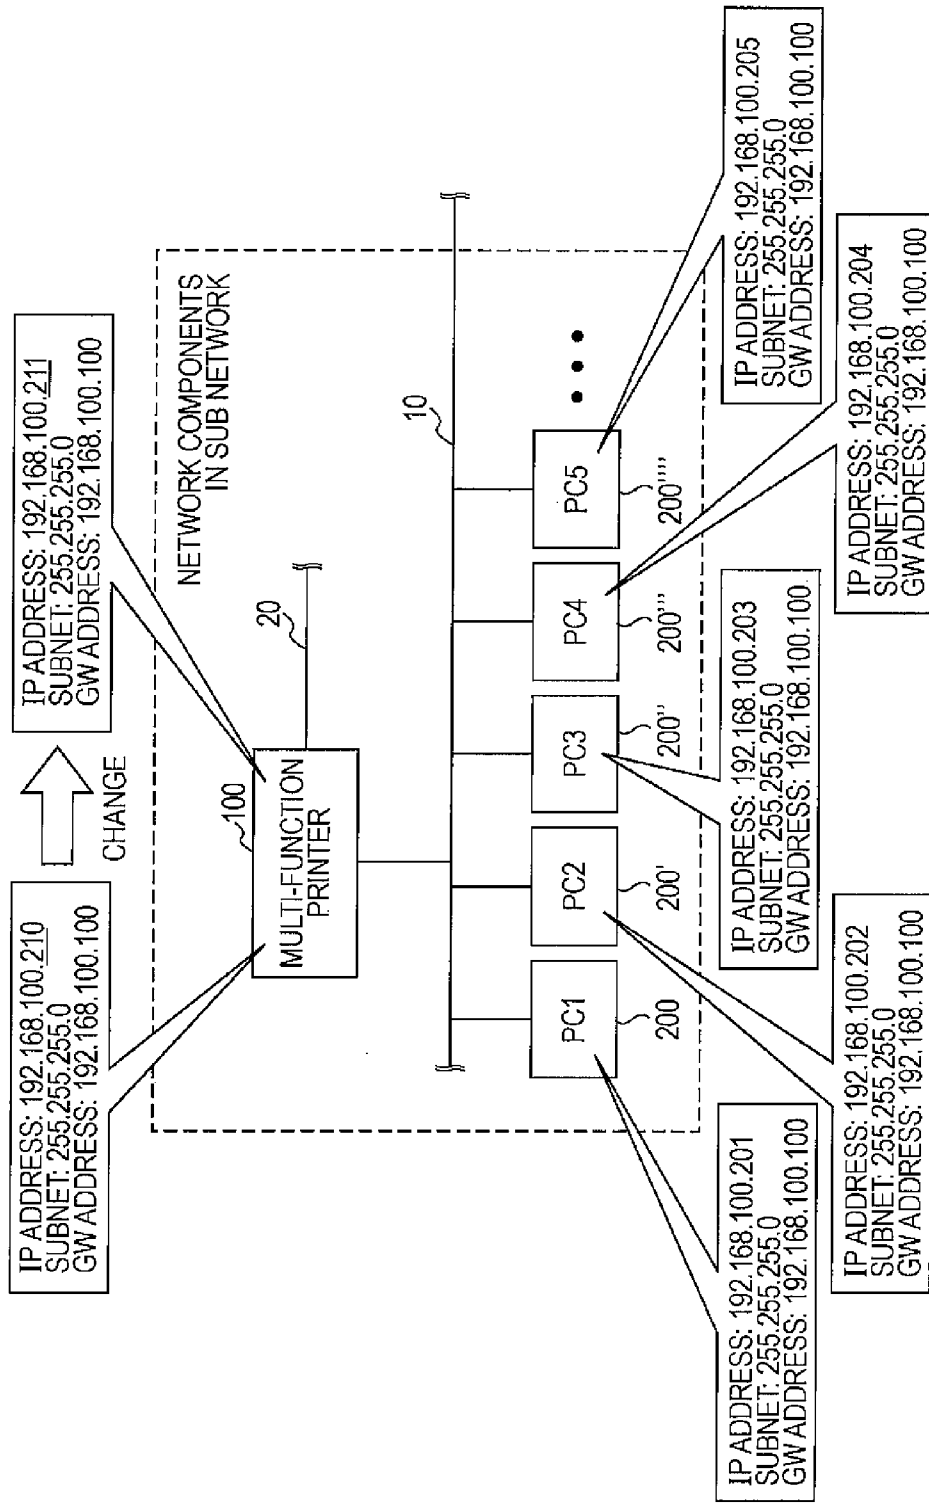 IP ADDRESS: 192.168.100.210
SUBNET: 255.255.255.0
GW ADDRESS: 192.168.100.100
CHANGE
IP ADDRESS: 192.168.100.211
SUBNET: 255.255.255.0
GW ADDRESS: 192.168.100.100
NETWORK COMPONENTS
IN SUB NETWORK
100
MULTI-FUNCTION
PRINTER
20
10
PC1
PC2
PC3
PC4
PC5
200
200'
200''
200'''
200''''
IP ADDRESS: 192.168.100.201
SUBNET: 255.255.255.0
GW ADDRESS: 192.168.100.100
IP ADDRESS: 192.168.100.202
SUBNET: 255.255.255.0
GW ADDRESS: 192.168.100.100
IP ADDRESS: 192.168.100.203
SUBNET: 255.255.255.0
GW ADDRESS: 192.168.100.100
IP ADDRESS: 192.168.100.204
SUBNET: 255.255.255.0
GW ADDRESS: 192.168.100.100
IP ADDRESS: 192.168.100.205
SUBNET: 255.255.255.0
GW ADDRESS: 192.168.100.100